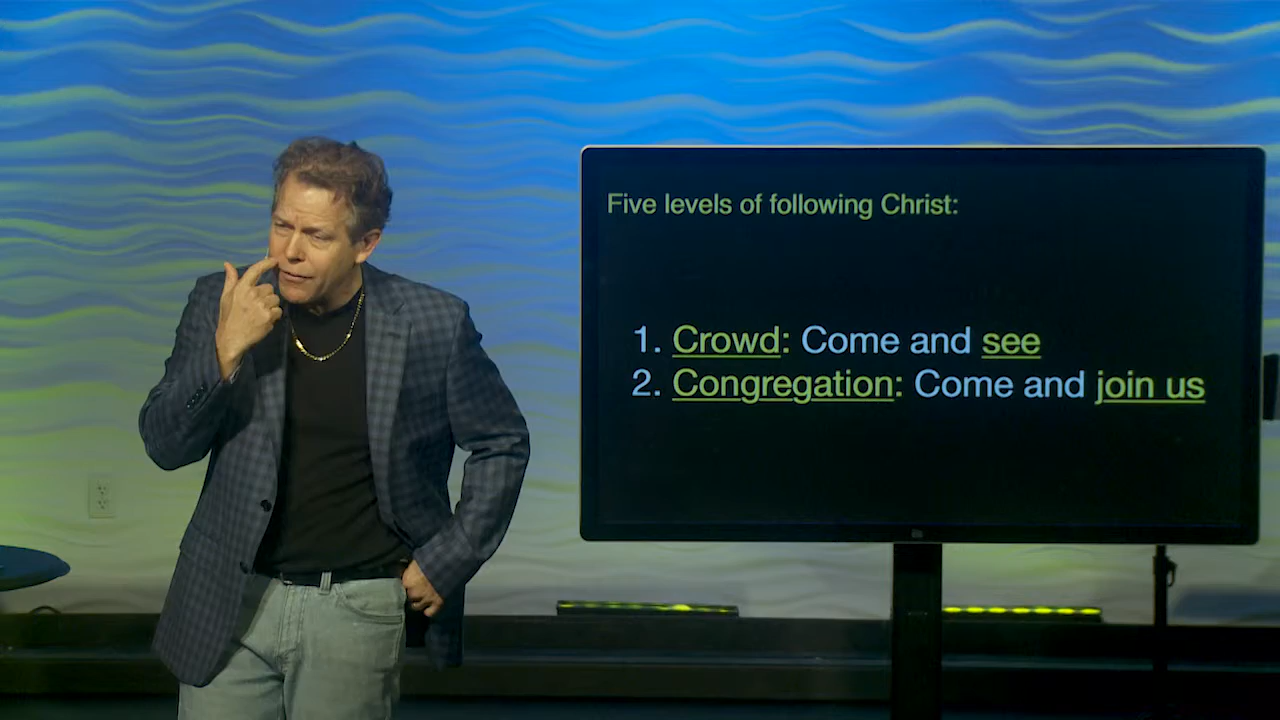 Five levels of following Christ:
1. Crowd: Come and see
2. Congregation: Come and join us